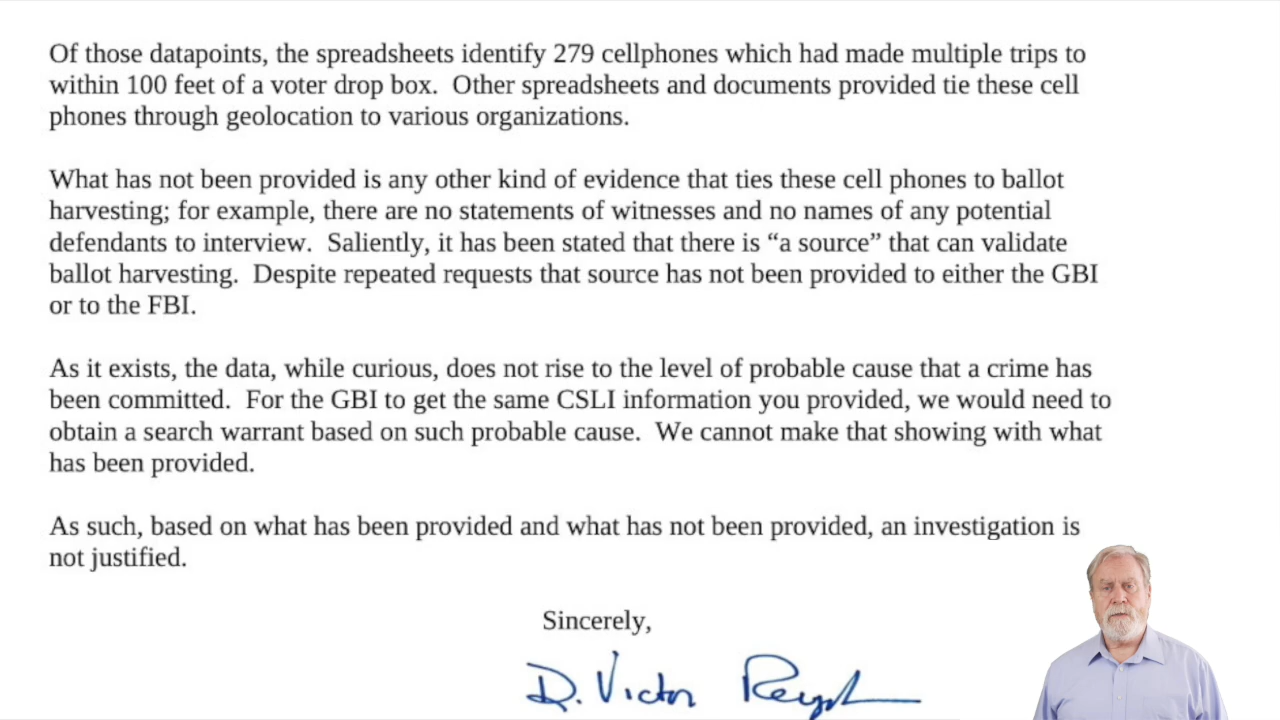 Of those datapoints, the spreadsheets identify 279 cellphones which had made multiple trips to
within 100 feet of a voter drop box.  Other spreadsheets and documents provided tie these cell
phones through geolocation to various organizations.
What has not been provided is any other kind of evidence that ties these cell phones to ballot
harvesting; for example, there are no statements of witnesses and no names of any potential
defendants to interview.  Saliently, it has been stated that there is “a source” that can validate
ballot harvesting.  Despite repeated requests that source has not been provided to either the GBI
or to the FBI.
As it exists, the data, while curious, does not rise to the level of probable cause that a crime has
been committed.  For the GBI to get the same CSLI information you provided, we would need to
obtain a search warrant based on such probable cause.  We cannot make that showing with what
has been provided.
As such, based on what has been provided and what has not been provided, an investigation is
not justified.
Sincerely,
D. Victor